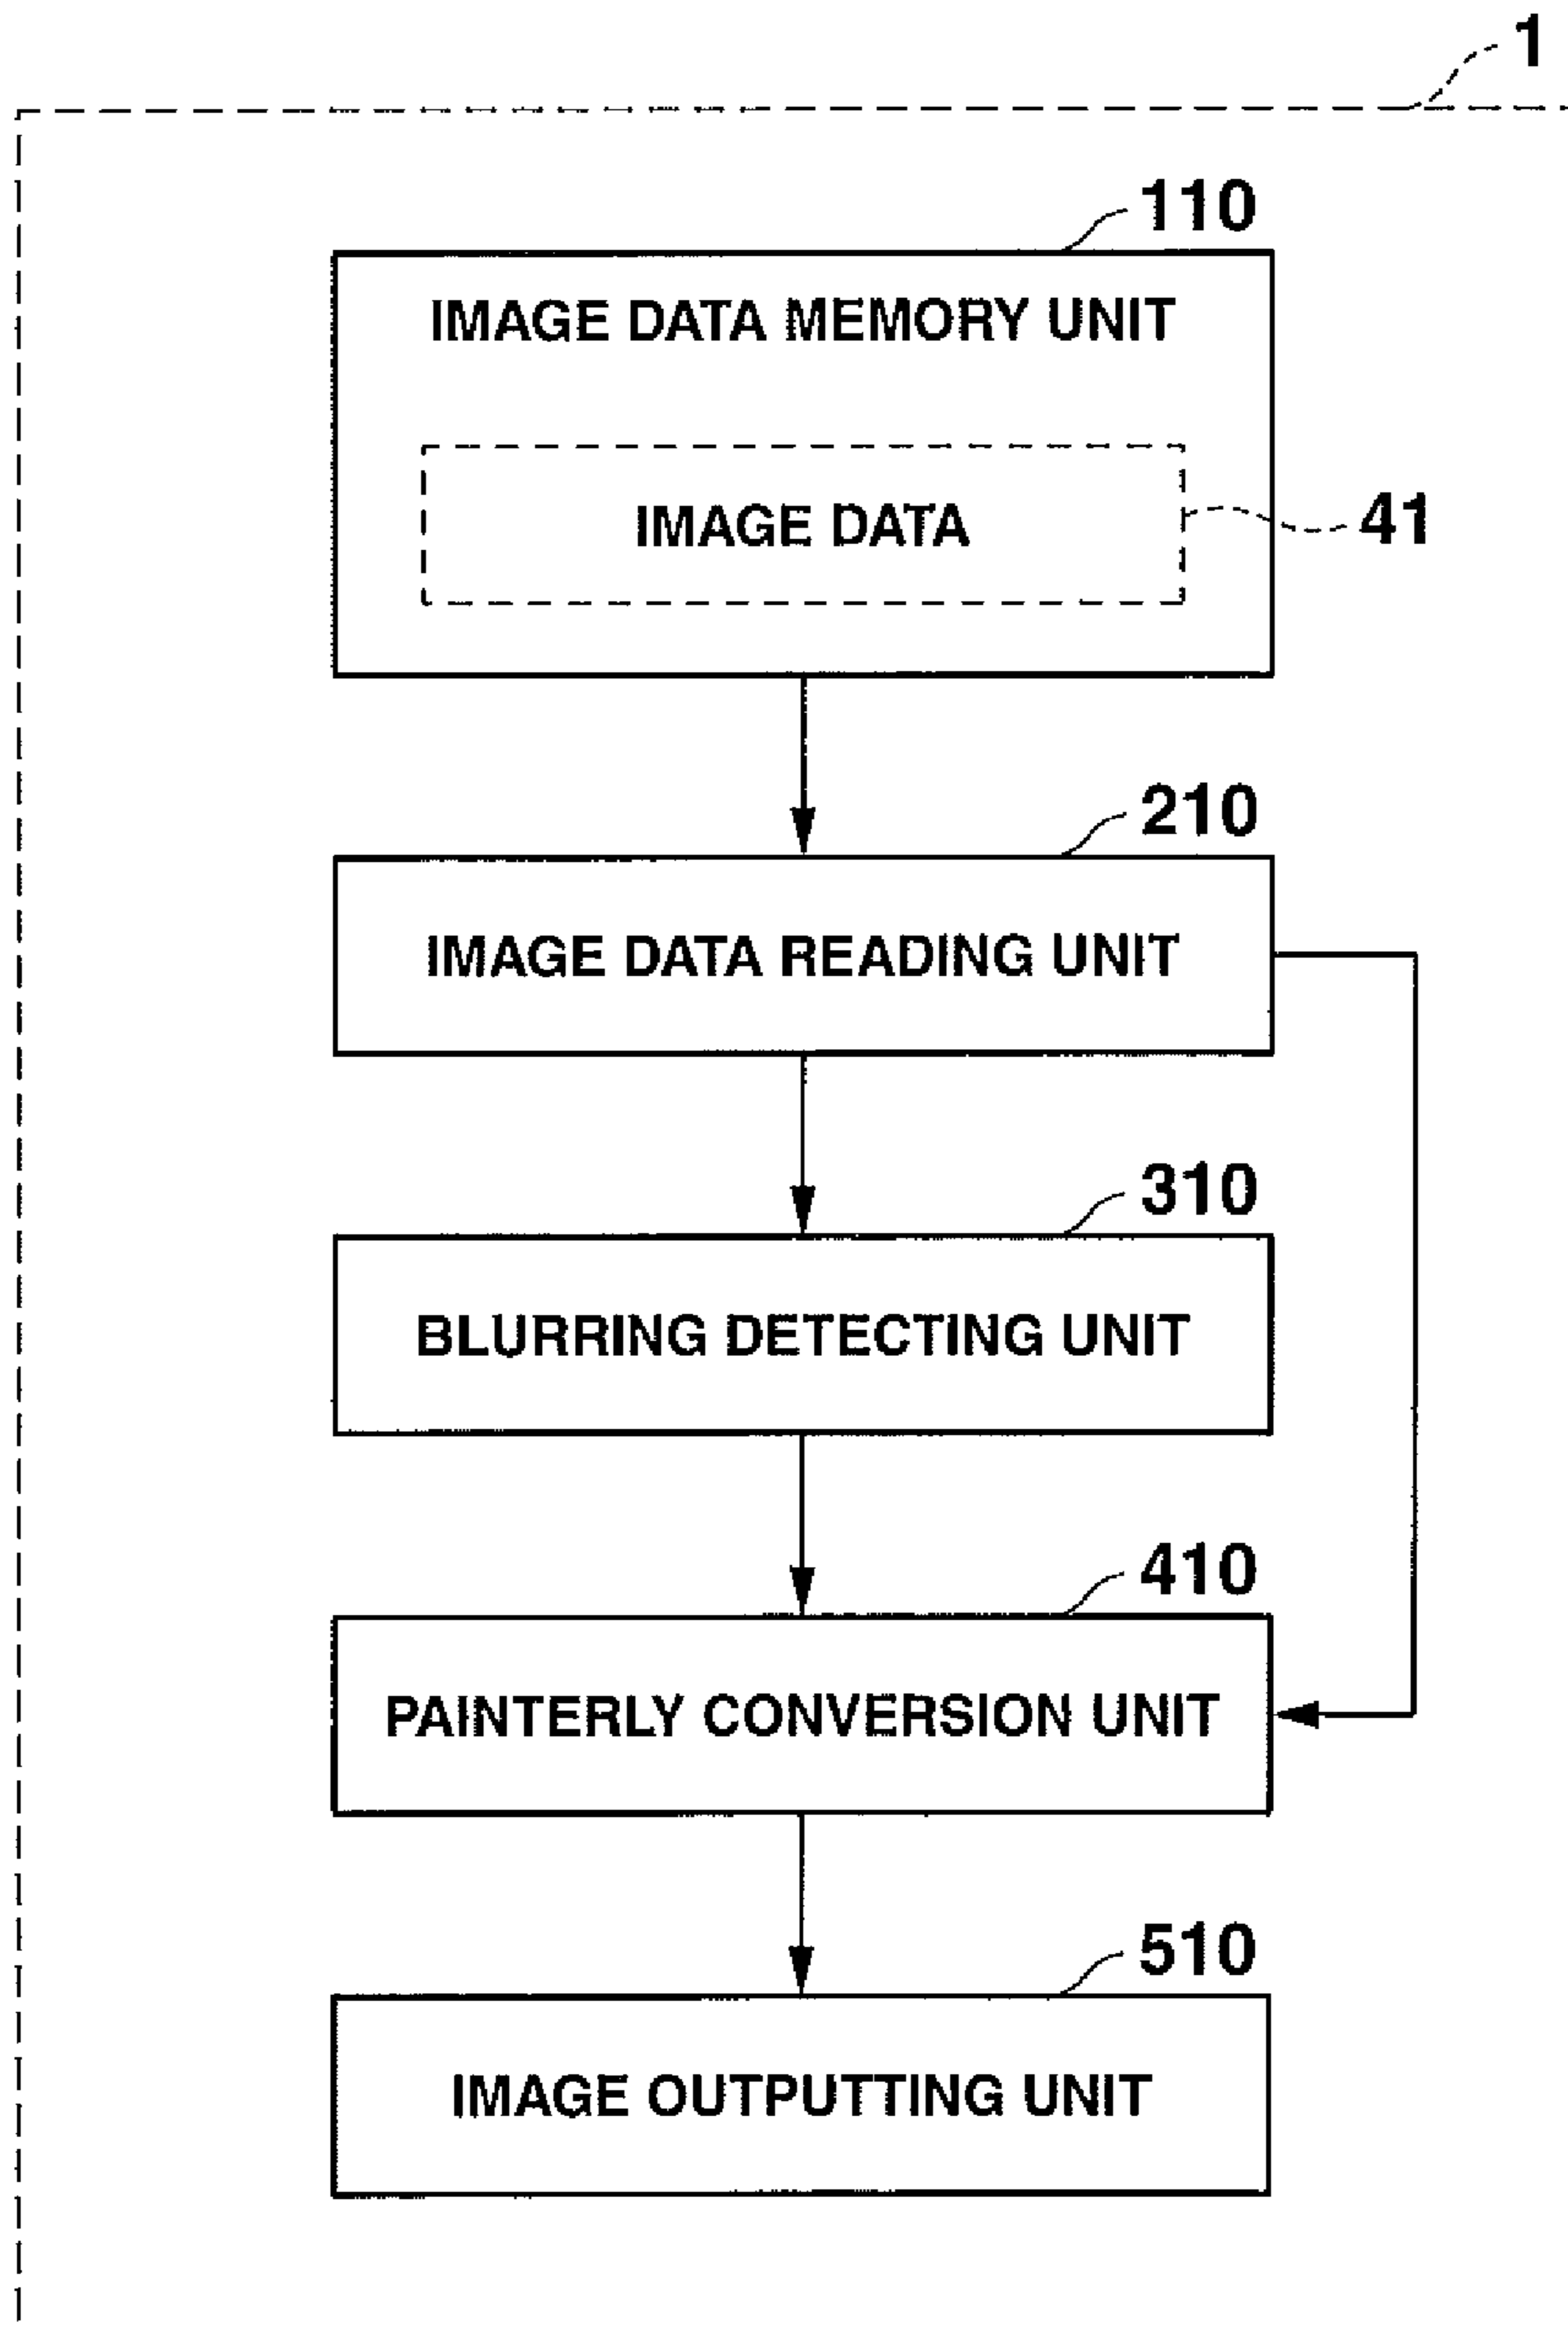 1
110
IMAGE DATA MEMORY UNIT
IMAGE DATA
41
210
IMAGE DATA READING UNIT
310
BLURRING DETECTING UNIT
410
PAINTERLY CONVERSION UNIT
510
IMAGE OUTPUTTING UNIT